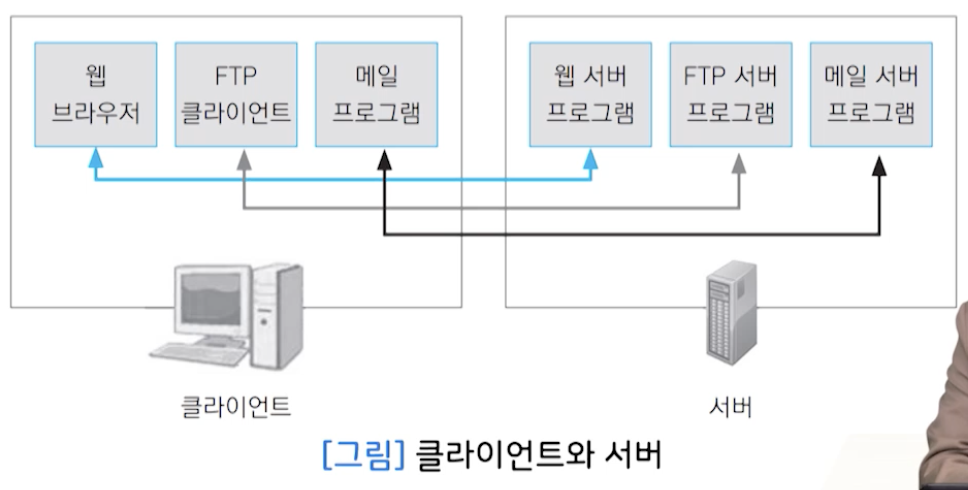 웹
브라우저
FTP
클라이언트
메일
프로그램
웹 서버
프로그램
FTP 서버
프로그램
메일 서버
프로그램
클라이언트
서버
[그림] 클라이언트와 서버